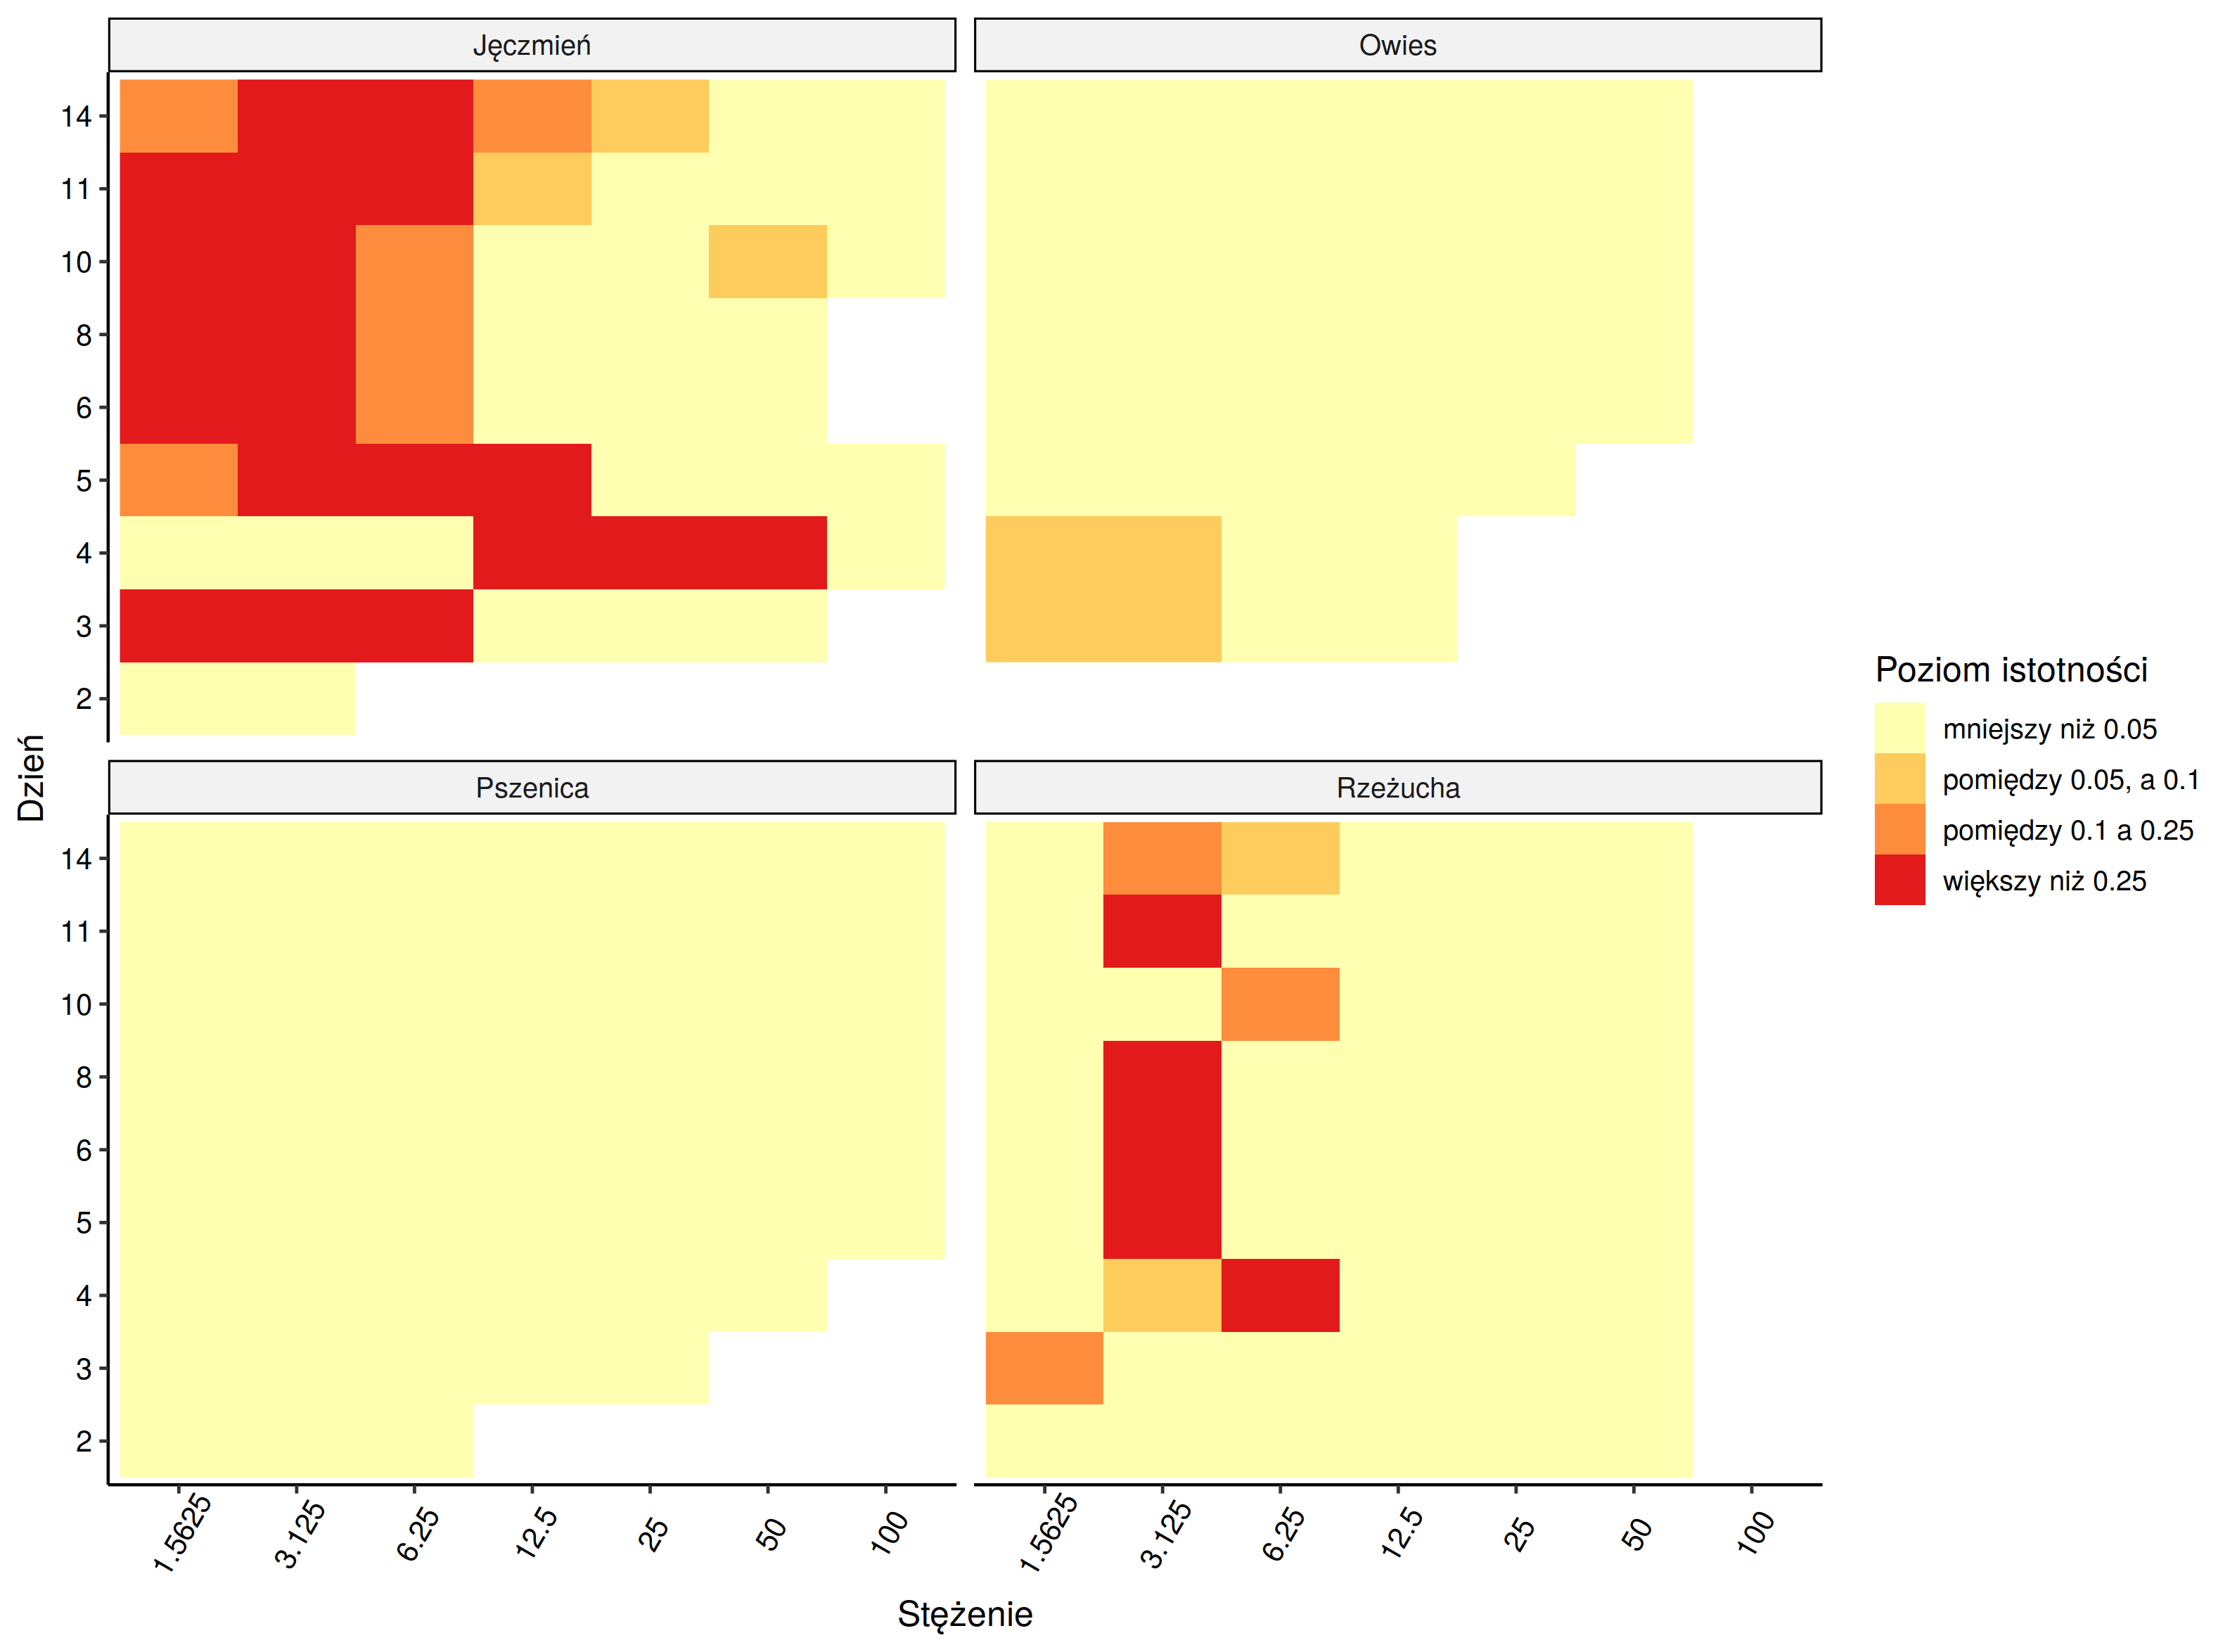 Jęczmień
Owies
14
11
10
8
6
5
4
3
2
Dzień
Pszenica
Rzeżucha
14
11
10
8
6
5
4
3
2
1.5625
3.125
6.25
12.5
25
50
100
1.5625
3.125
6.25
12.5
25
50
100
Stężenie
Poziom istotności
mniejszy niż 0.05
pomiędzy 0.05, a 0.1
pomiędzy 0.1 a 0.25
większy niż 0.25